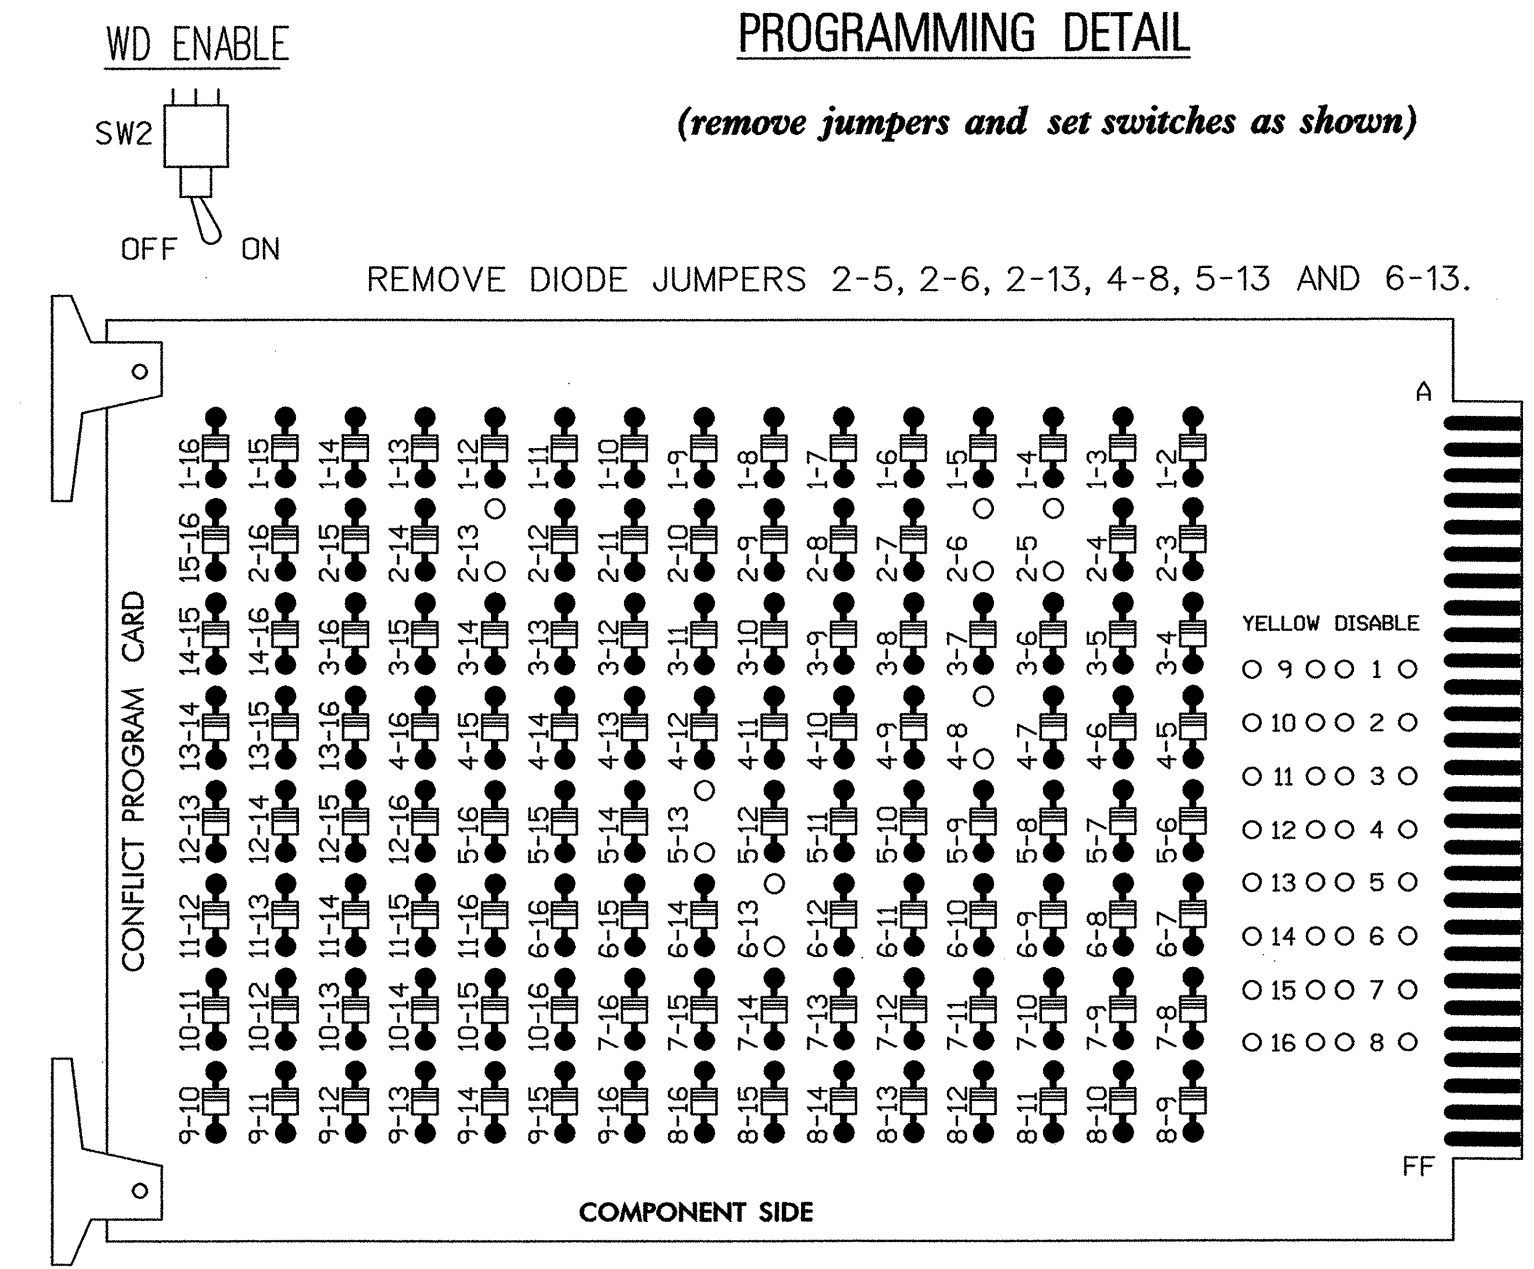 WD ENABLE
PROGRAMMING DETAIL
(remove jumpers and set switches as shown)
SW2
OFF ON
REMOVE DIODE JUMPERS 2-5, 2-6, 2-13, 4-8, 5-13 AND 6-13.
A
1-16 1-15 1-14 1-13 1-12 1-11 1-10 1-9 1-8 1-7 1-6 1-5 1-4 1-3 1-2
15-16 2-16 2-15 2-14 2-13 2-12 2-11 2-10 2-9 2-8 2-7 2-6 2-5 2-4 2-3
14-15 14-16 3-16 3-15 3-14 3-13 3-12 3-11 3-10 3-9 3-8 3-7 3-6 3-5 3-4
13-14 13-15 13-16 4-16 4-15 4-14 4-13 4-12 4-11 4-10 4-9 4-8 4-7 4-6 4-5
12-13 12-14 12-15 12-16 5-16 5-15 5-14 5-13 5-12 5-11 5-10 5-9 5-8 5-7 5-6
11-12 11-13 11-14 11-15 11-16 6-16 6-15 6-14 6-13 6-12 6-11 6-10 6-9 6-8 6-7
10-11 10-12 10-13 10-14 10-15 10-16 7-16 7-15 7-14 7-13 7-12 7-11 7-10 7-9 7-8
9-10 9-11 9-12 9-13 9-14 9-15 9-16 8-16 8-15 8-14 8-13 8-12 8-11 8-10 8-9
CONFLICT PROGRAM CARD
YELLOW DISABLE
9 1
10 2
11 3
12 4
13 5
14 6
15 7
16 8
FF
COMPONENT SIDE